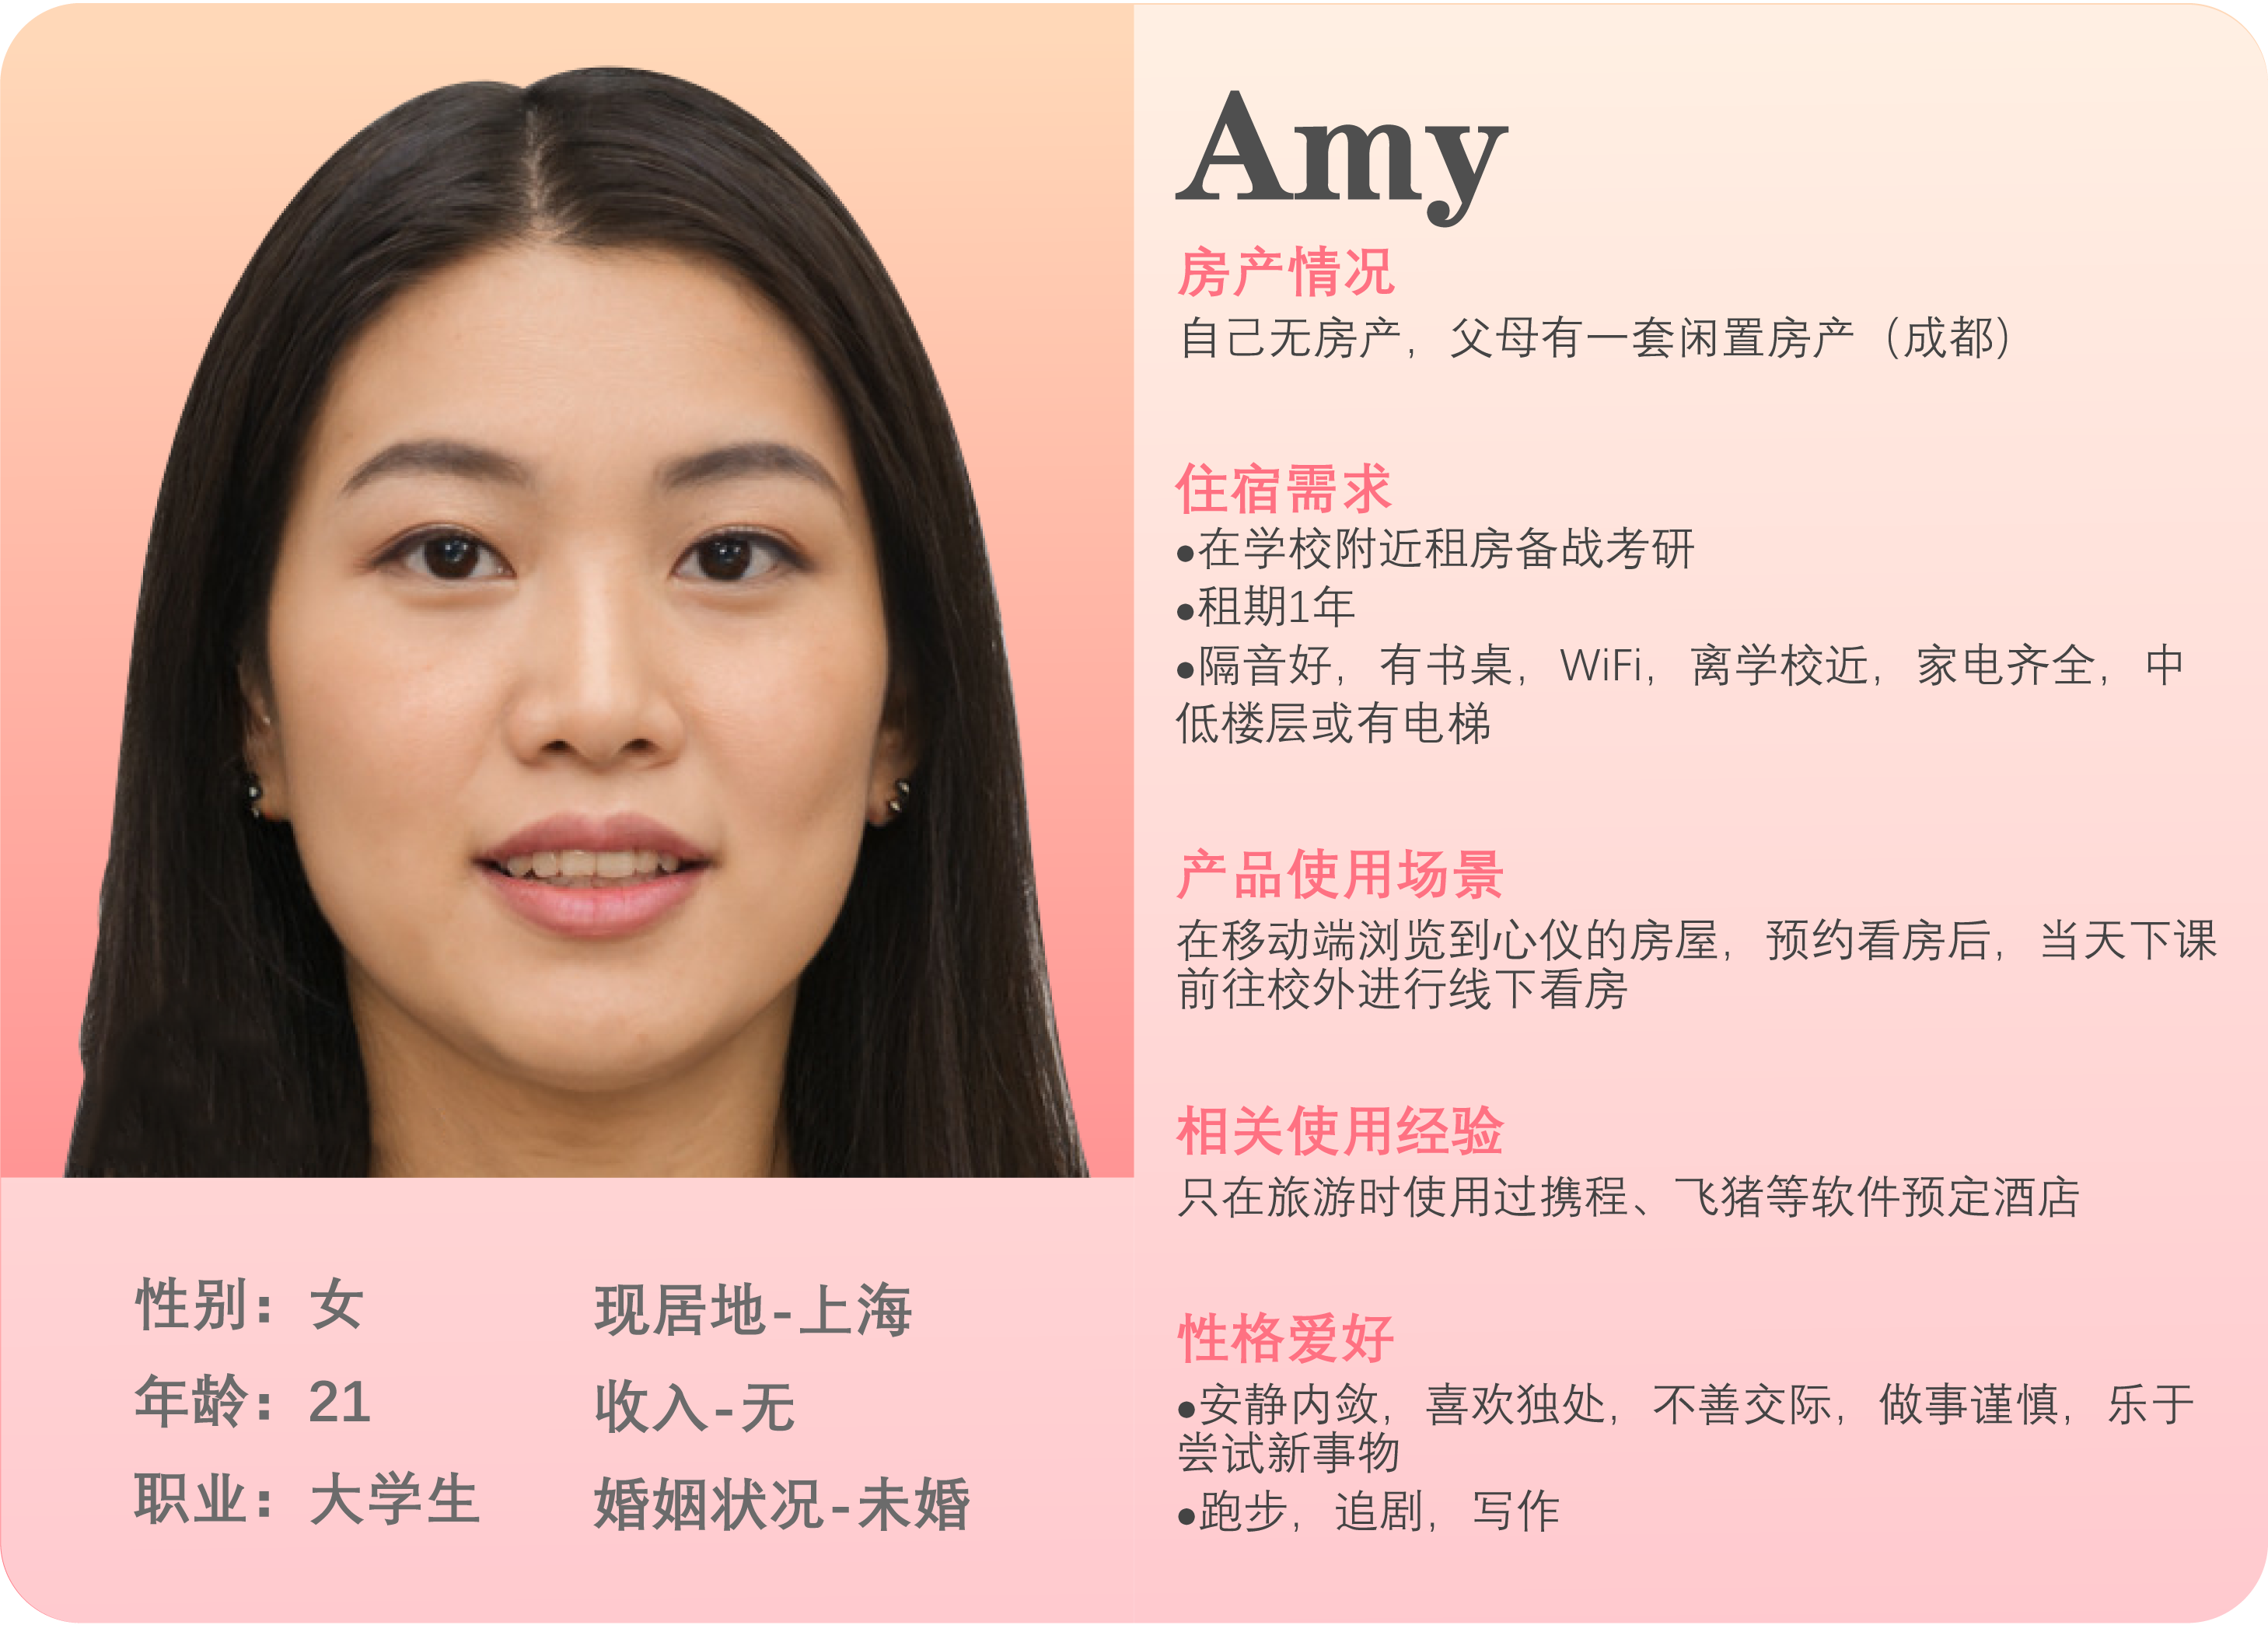 Amy
房产情况
自己无房产，父母有一套闲置房产（成都）
住宿需求
●在学校附近租房备战考研
●租期1年
●隔音好，有书桌，WiFi，离学校近，家电齐全，中
低楼层或有电梯
产品使用场景
在移动端浏览到心仪的房屋，预约看房后，当天下课
前往校外进行线下看房
相关使用经验
只在旅游时使用过携程、飞猪等软件预定酒店
性格爱好
●安静内敛，喜欢独处，不善交际，做事谨慎，乐于
尝试新事物
●跑步，追剧，写作
性别：女
年龄：21
职业：大学生
现居地-上海
收入-无
婚姻状况-未婚